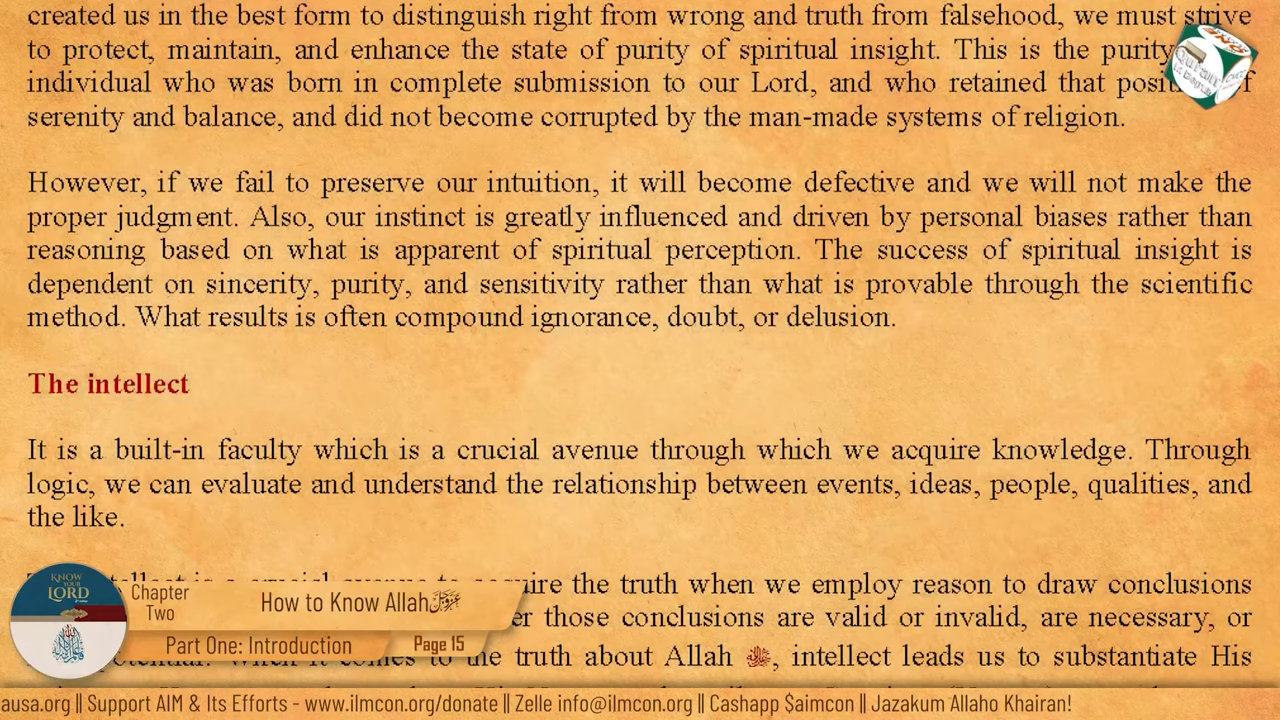 created us in the best form to distinguish right from wrong and truth from falsehood, we must strive
to protect, maintain, and enhance the state of purity of spiritual insight. This is the purity
individual who was born in complete submission to our Lord, and who retained that
serenity and balance, and did not become corrupted by the man-made systems of religion.
However, if we fail to preserve our intuition, it will become defective and we will not make the
proper judgment. Also, our instinct is greatly influenced and driven by personal biases rather than
reasoning based on what is apparent of spiritual perception. The success of spiritual insight is
dependent on sincerity, purity, and sensitivity rather than what is provable through the scientific
method. What results is often compound ignorance, doubt, or delusion.
The intellect
It is a built-in faculty which is a crucial avenue through which we acquire knowledge. Through
logic, we can evaluate and understand the relationship between events, ideas, people, qualities, and
the like.
the truth when we employ reason to draw conclusions
those conclusions are valid or invalid, are necessary, or
the truth about Allah ﷻ, intellect leads us to substantiate His
KNOW
YOUR
LORD
Chapter
Two
How to Know Allah
Part One: Introduction
Page 15
ausa.org || Support AIM & Its Efforts - www.ilmcon.org/donate || Zelle info@ilmcon.org || Cashapp $aimcon || Jazakum Allaho Khairan!